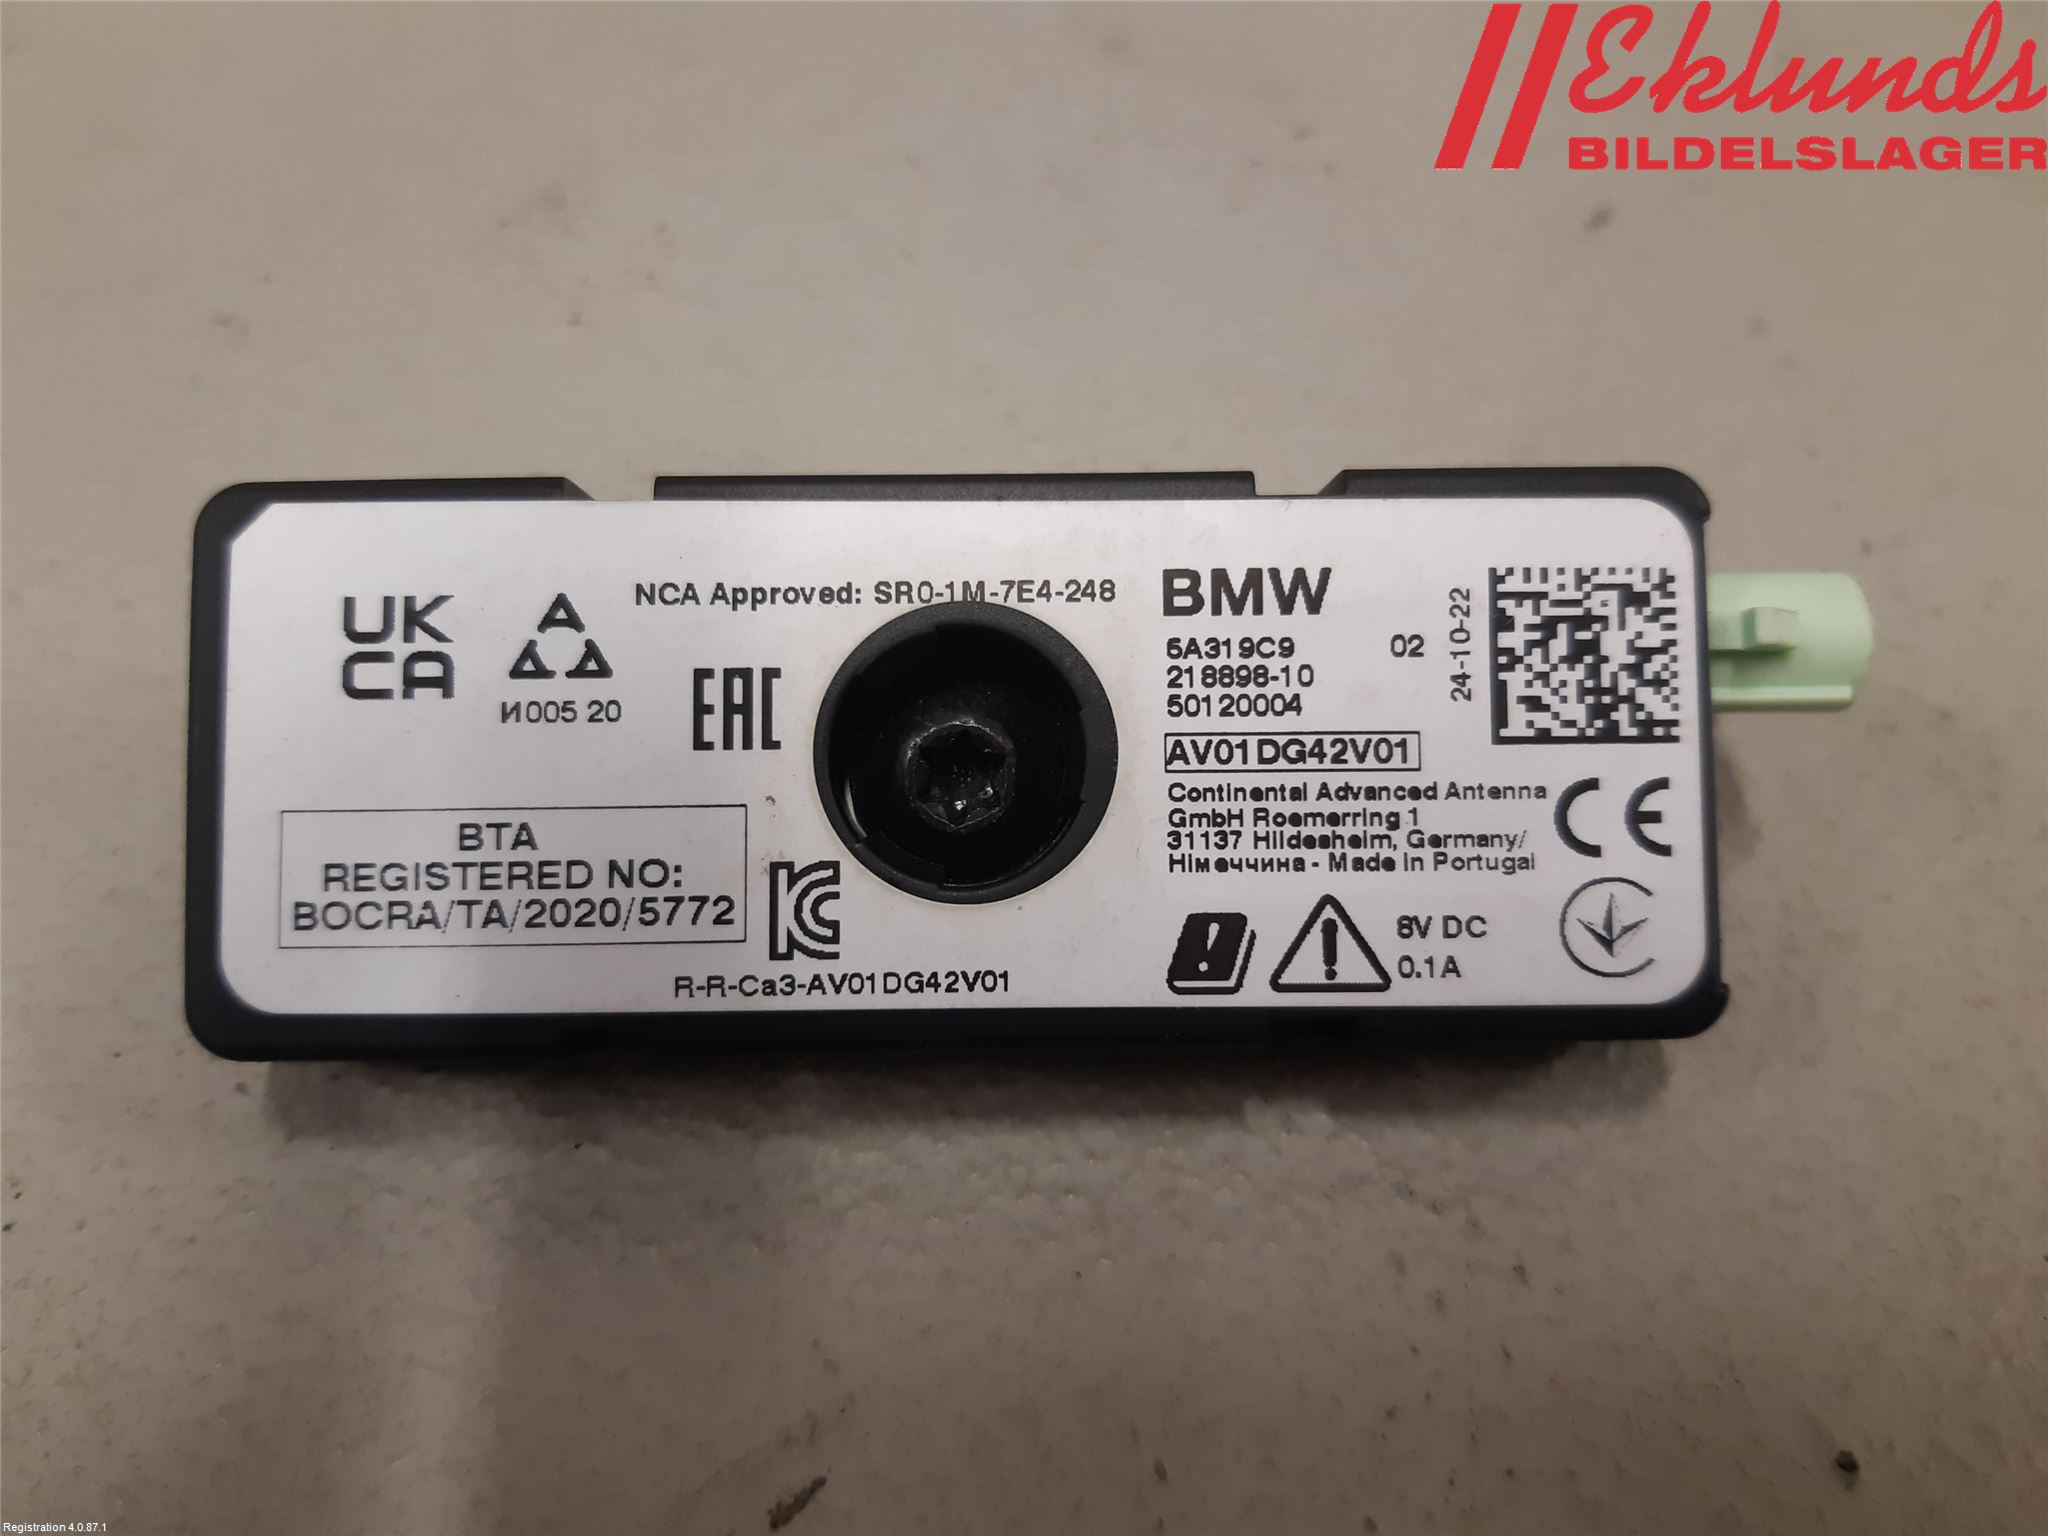 Eklunds
BILDELSLAGER
UK
CA
A
И005 20
NCA Approved: SR0-1M-7E4-248
EAC
BTA
REGISTERED NO:
BOCRA/TA/2020/5772
R-R-Ca3-AV01DG42V01
BMW
5A319C9 02
218898-10
50120004
24-10-22
AV01DG42V01
Continental Advanced Antenna
GmbH Roemerring 1
31137 Hildesheim, Germany/
Німеччина - Made in Portugal
CE
8V DC
0.1A
Registration 4.0.87.1